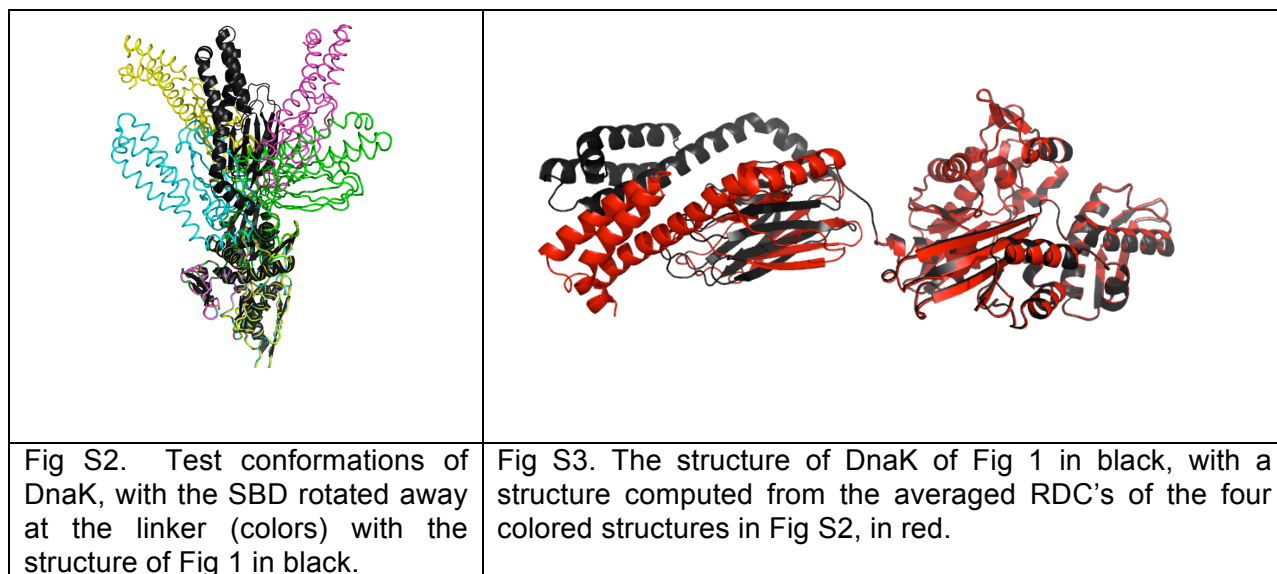 Fig S2. Test conformations of
DnaK, with the SBD rotated away
at the linker (colors) with the
structure of Fig 1 in black.
Fig S3. The structure of DnaK of Fig 1 in black, with a
structure computed from the averaged RDC's of the four
colored structures in Fig S2, in red.